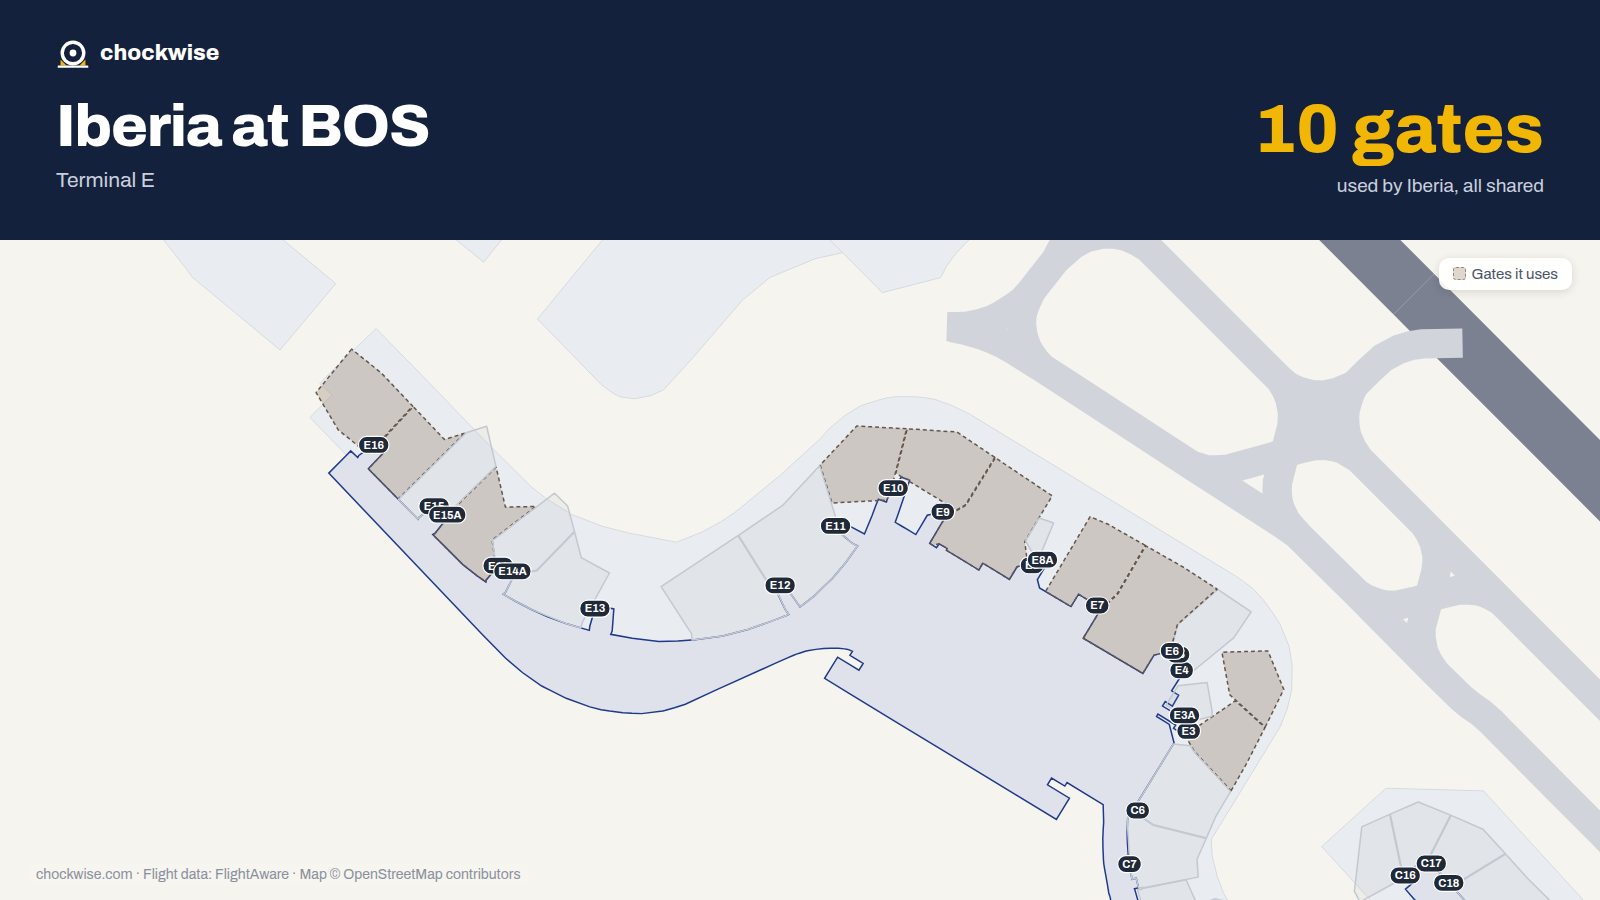 chockwise
Iberia at BOS
Terminal E
10 gates
used by Iberia, all shared
Gates it uses
E16
E15A
E14A
E13
E12
E11
E10
E9
E8A
E7
E6
E4
E3A
E3
C6
C7
C17
C16
C18
chockwise.com · Flight data: FlightAware · Map © OpenStreetMap contributors